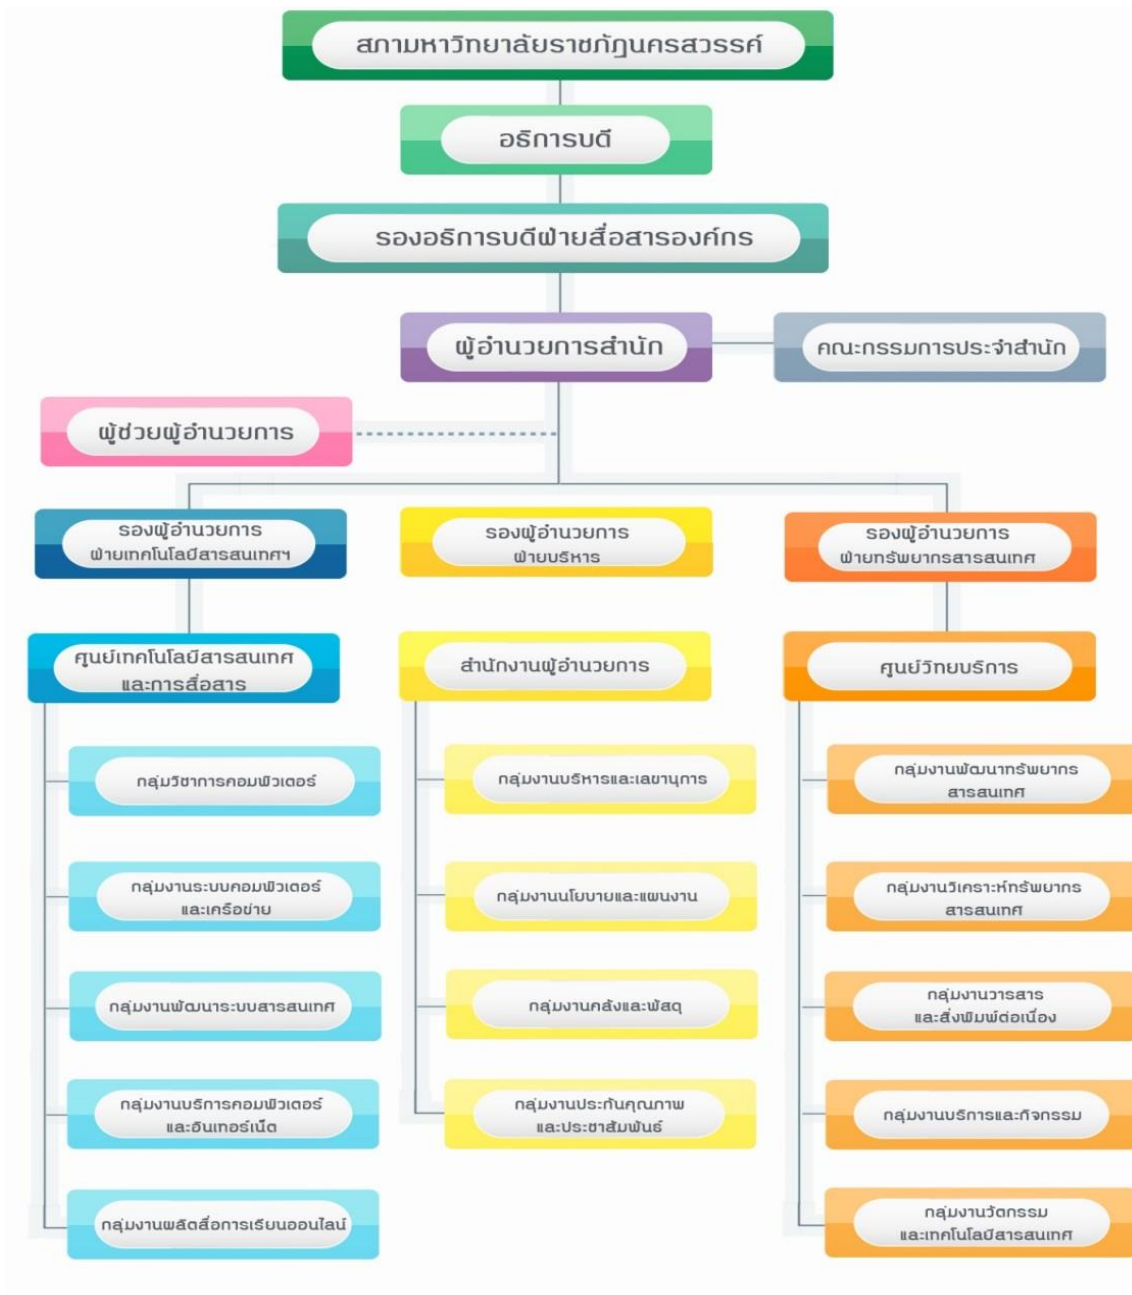 สภามหาวิทยาลัยราชภัฏนครสวรรค์
อธิการบดี
รองอธิการบดีฝ่ายสื่อสารองค์กร
ผู้อำนวยการสำนัก
คณะกรรมการประจำสำนัก
ผู้ช่วยผู้อำนวยการ
รองผู้อำนวยการ
ฝ่ายเทคโนโลยีสารสนเทศฯ
รองผู้อำนวยการ
ฝ่ายบริหาร
รองผู้อำนวยการ
ฝ่ายทรัพยากรสารสนเทศ
ศูนย์เทคโนโลยีสารสนเทศ
และการสื่อสาร
สำนักงานผู้อำนวยการ
ศูนย์วิทยบริการ
กลุ่มวิชาการคอมพิวเตอร์
กลุ่มงานบริหารและเลขานุการ
กลุ่มงานพัฒนาทรัพยากร
สารสนเทศ
กลุ่มงานระบบคอมพิวเตอร์
และเครือข่าย
กลุ่มงานนโยบายและแผนงาน
กลุ่มงานวิเคราะห์ทรัพยากร
สารสนเทศ
กลุ่มงานพัฒนาระบบสารสนเทศ
กลุ่มงานคลังและพัสดุ
กลุ่มงานวารสาร
และสิ่งพิมพ์ต่อเนื่อง
กลุ่มงานบริการคอมพิวเตอร์
และอินเทอร์เน็ต
กลุ่มงานประกันคุณภาพ
และประชาสัมพันธ์
กลุ่มงานบริการและกิจกรรม
กลุ่มงานผลิตสื่อการเรียนออนไลน์
กลุ่มงานวัตกรรม
และเทคโนโลยีสารสนเทศ